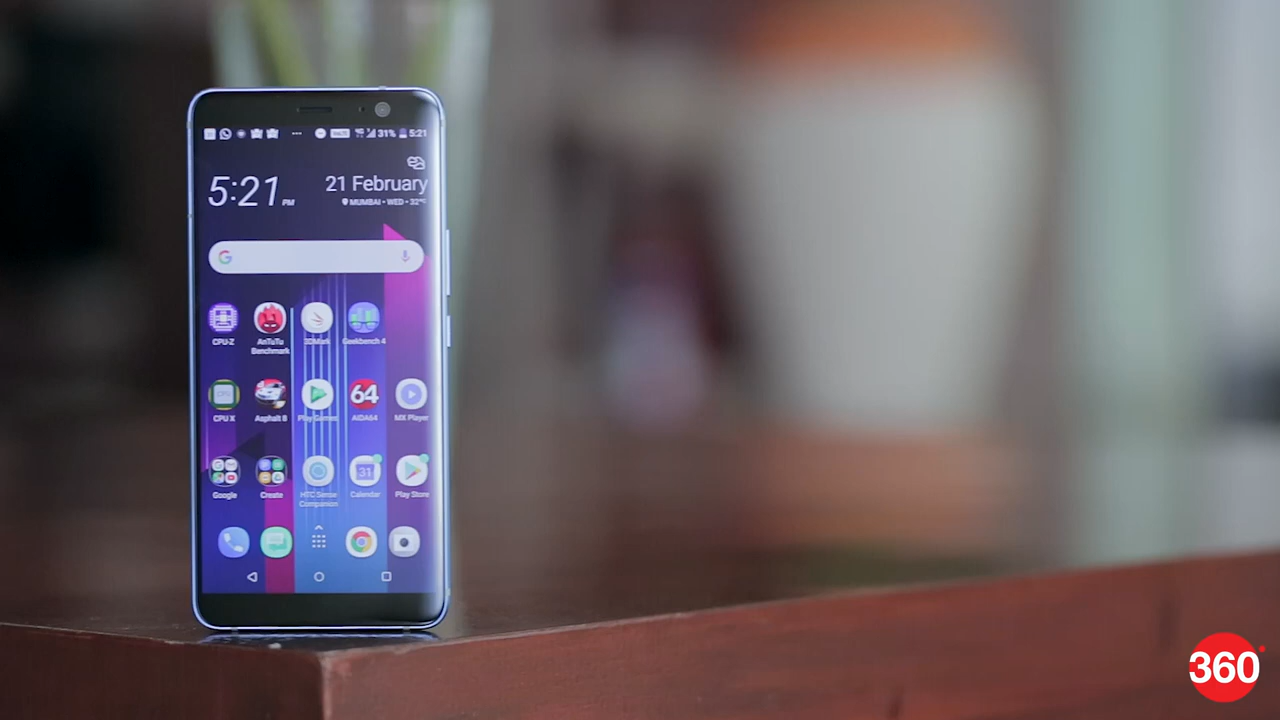 31% 5:21
5:21 PM
21 February
MUMBAI • WED • 32°C
CPU-Z
AnTuTu Benchmark
3DMark
Geekbench 4
CPU X
Asphalt 8
Play Games
64
AIDA64
MX Player
Google
Create
HTC Sense Companion
31
Calendar
Play Store
360